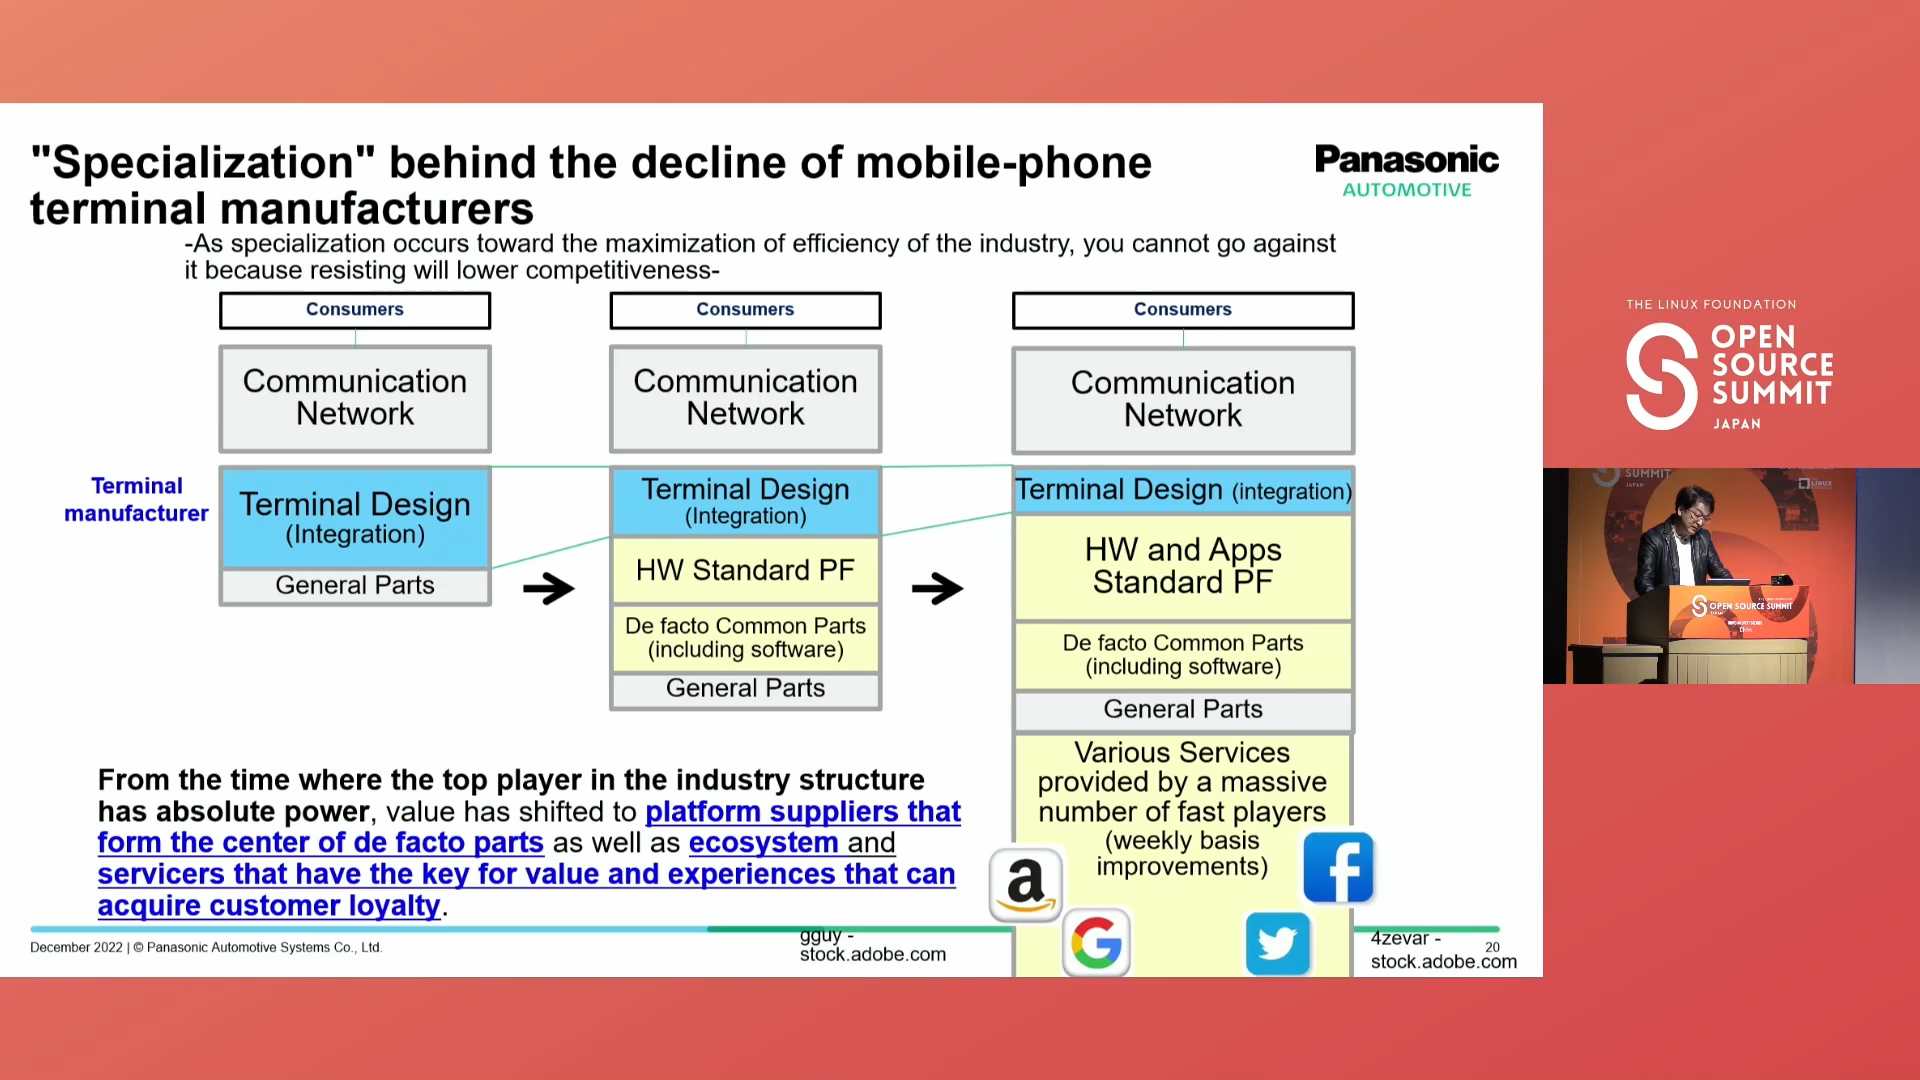 "Specialization" behind the decline of mobile-phone
terminal manufacturers
Panasonic
AUTOMOTIVE
-As specialization occurs toward the maximization of efficiency of the industry, you cannot go against
it because resisting will lower competitiveness-
Consumers
Communication
Network
Terminal
manufacturer
Terminal Design
(Integration)
General Parts
Consumers
Communication
Network
Terminal Design
(Integration)
HW Standard PF
De facto Common Parts
(including software)
General Parts
Consumers
Communication
Network
Terminal Design (integration)
HW and Apps
Standard PF
De facto Common Parts
(including software)
General Parts
Various Services
provided by a massive
number of fast players
(weekly basis
improvements)
From the time where the top player in the industry structure
has absolute power, value has shifted to platform suppliers that
form the center of de facto parts as well as ecosystem and
servicers that have the key for value and experiences that can
acquire customer loyalty.
a
f
G
December 2022 | © Panasonic Automotive Systems Co., Ltd.
gguy -
stock.adobe.com
4zevar -
stock.adobe.com
20
THE LINUX FOUNDATION
OPEN
SOURCE
SUMMIT
JAPAN
SUMMIT
JAPAN
LINUX
OPEN SOURCE SUMMIT